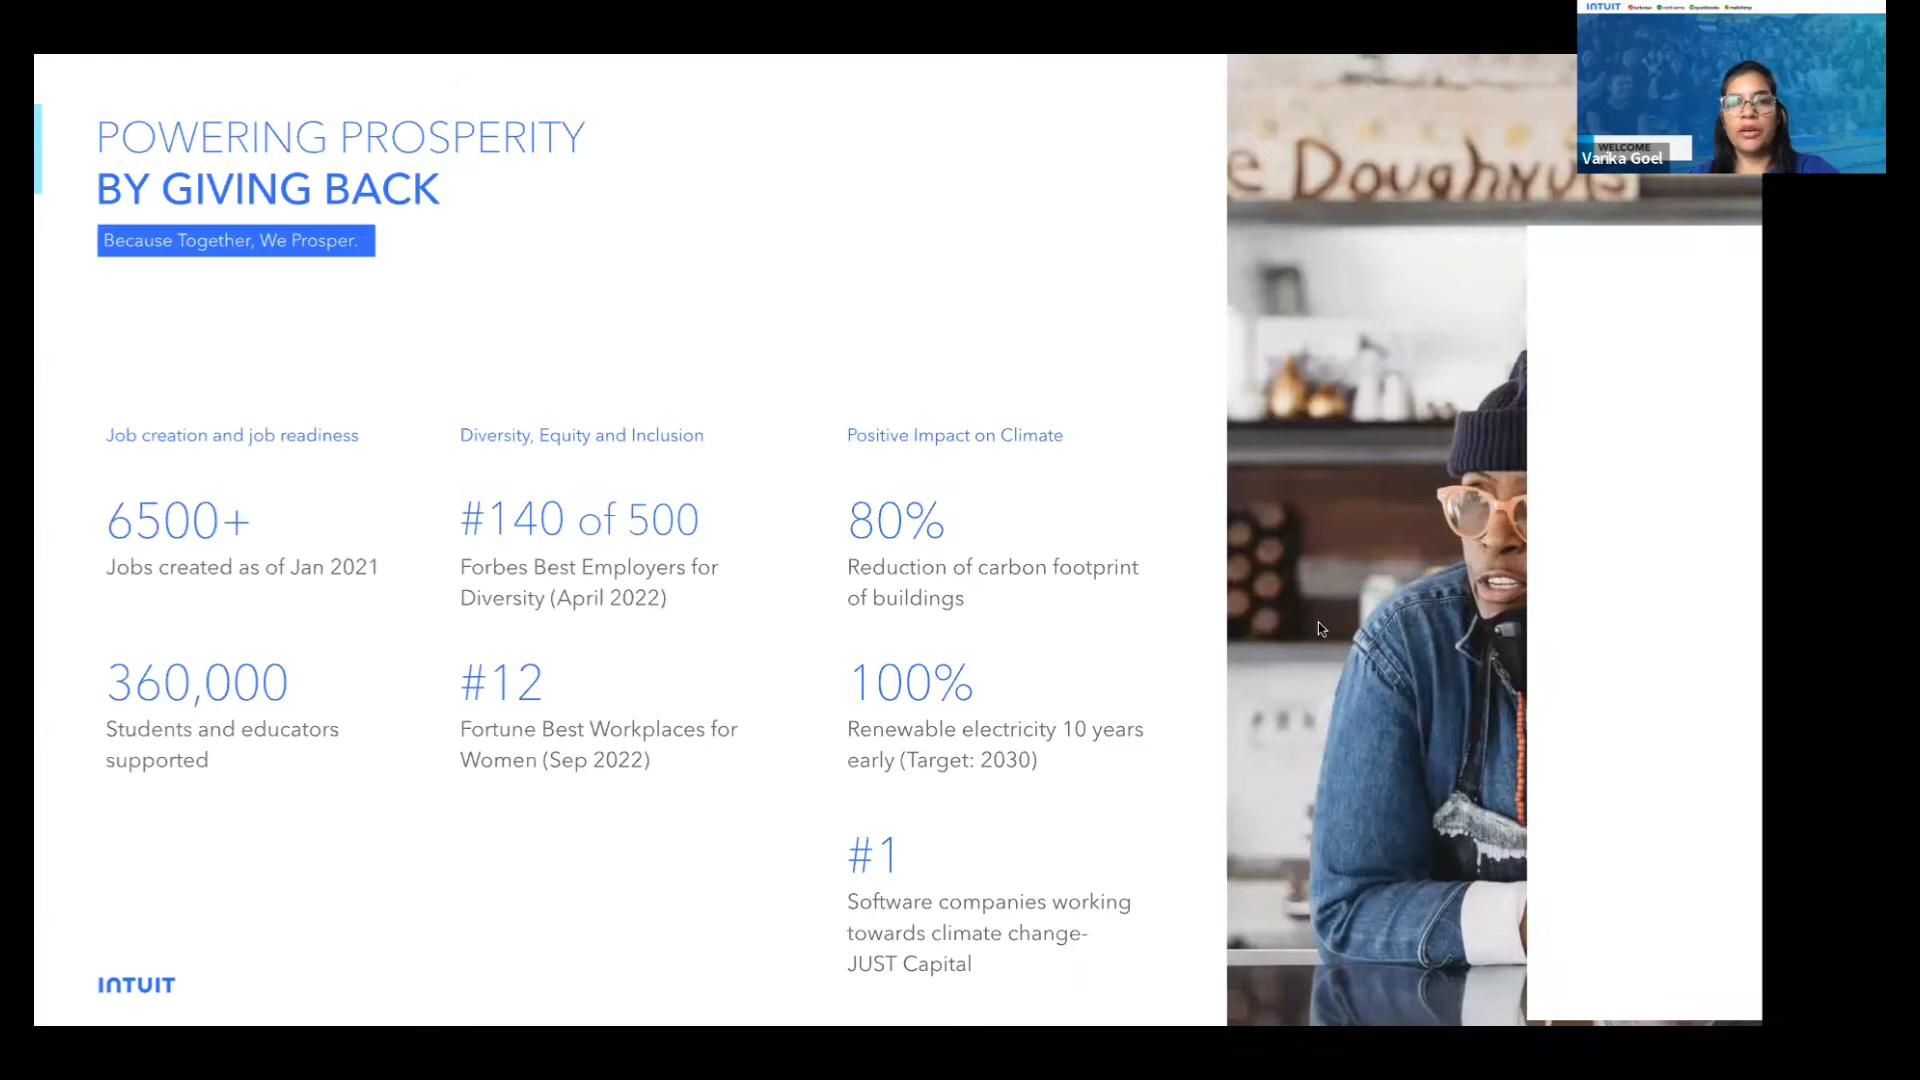 POWERING PROSPERITY
BY GIVING BACK
Because Together, We Prosper.
Job creation and job readiness
6500+
Jobs created as of Jan 2021
360,000
Students and educators
supported
Diversity, Equity and Inclusion
#140 of 500
Forbes Best Employers for
Diversity (April 2022)
#12
Fortune Best Workplaces for
Women (Sep 2022)
Positive Impact on Climate
80%
Reduction of carbon footprint
of buildings
100%
Renewable electricity 10 years
early (Target: 2030)
#1
Software companies working
towards climate change-
JUST Capital
INTUIT
e Doughnuts
INTUIT turbotax creditkarma quickbooks mailchimp
WELCOME
Varika Goel